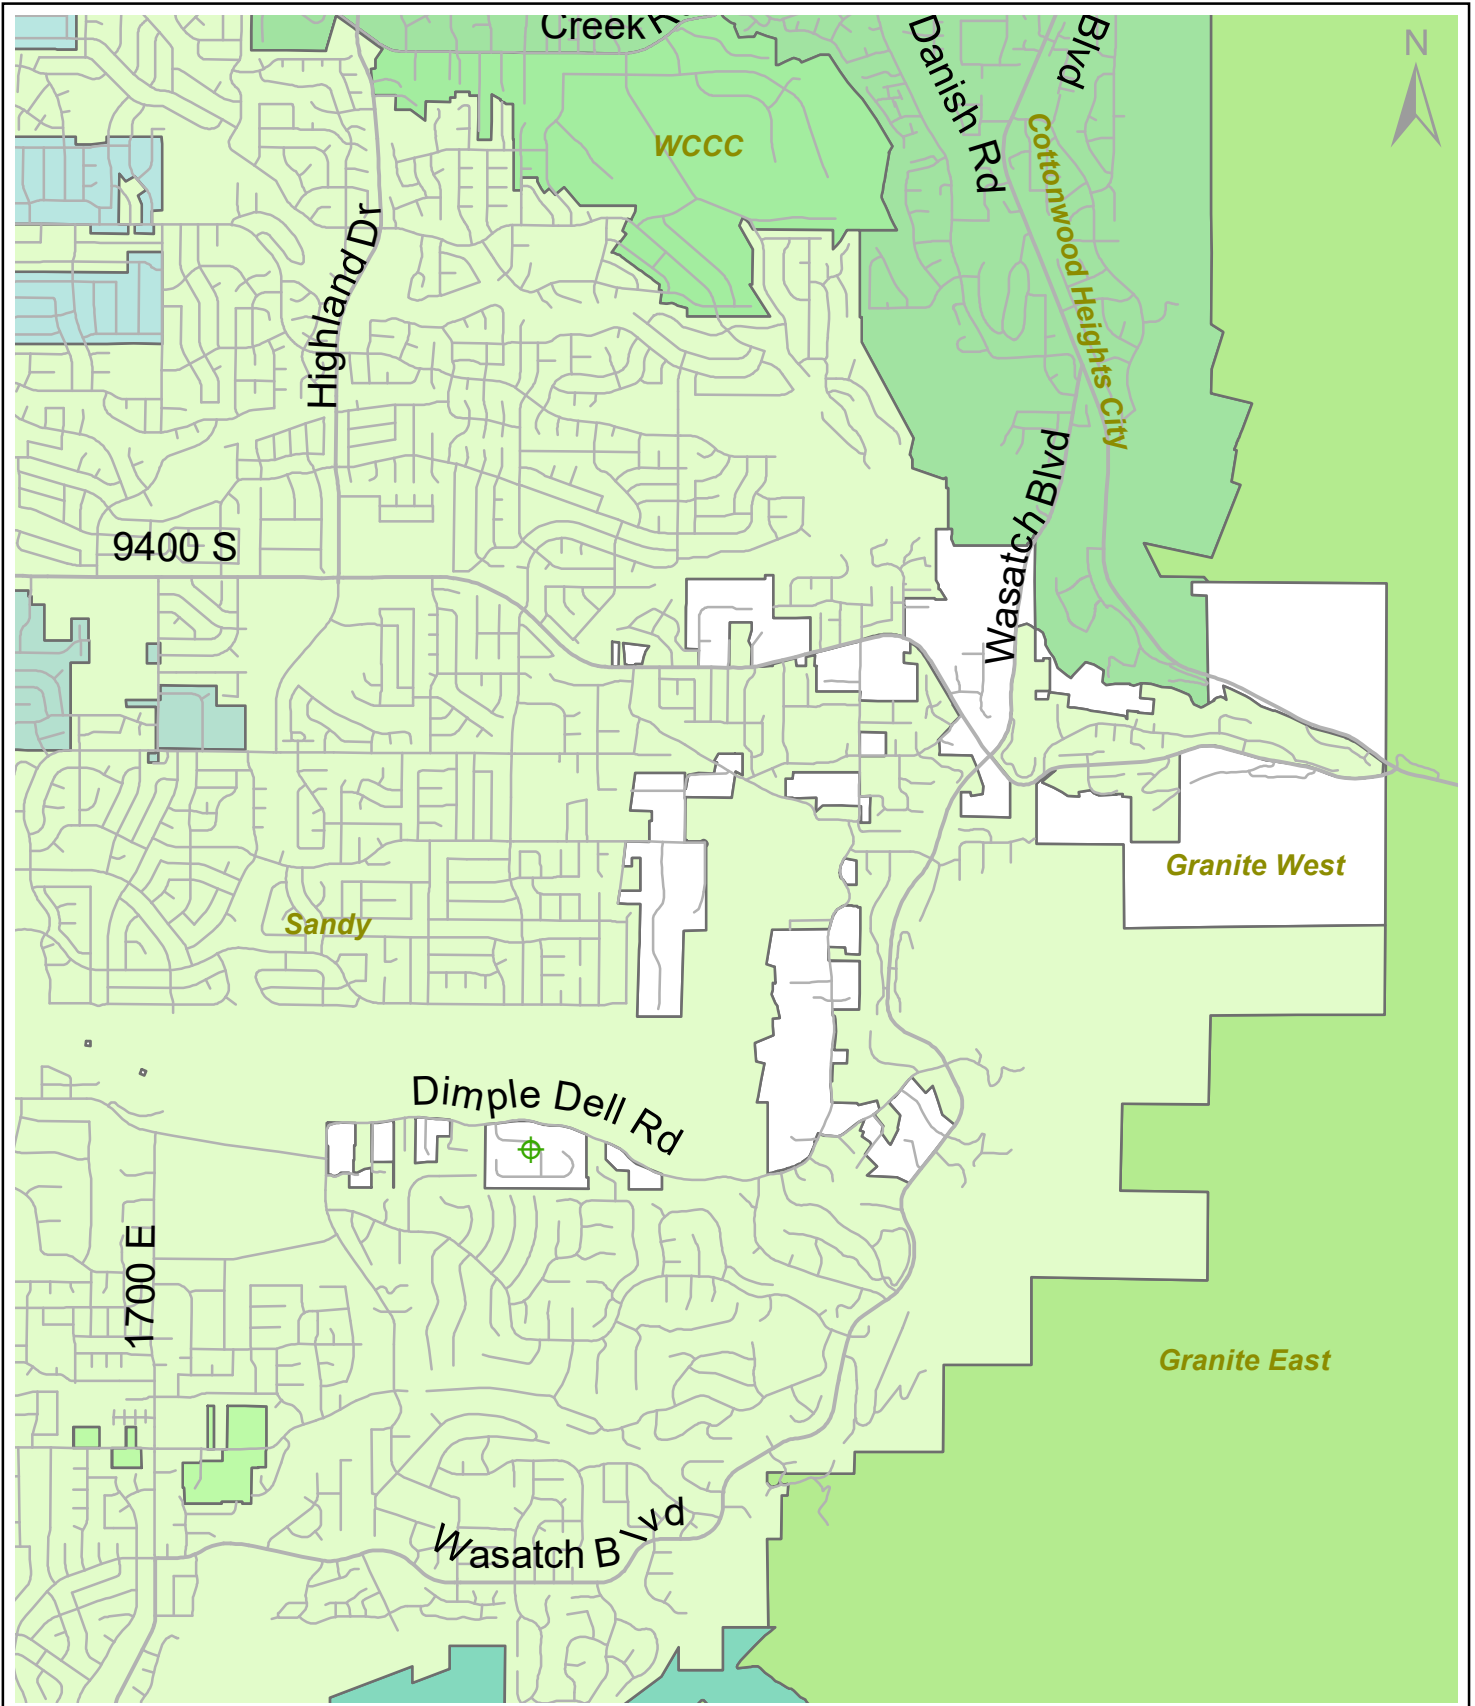 Creek R
Danish Rd
Blvd
N
WCCC
Cottonwood Heights City
Highland Dr
Wasatch Blvd
9400 S
Granite West
Sandy
Dimple Dell Rd
1700 E
Granite East
Wasatch Blvd